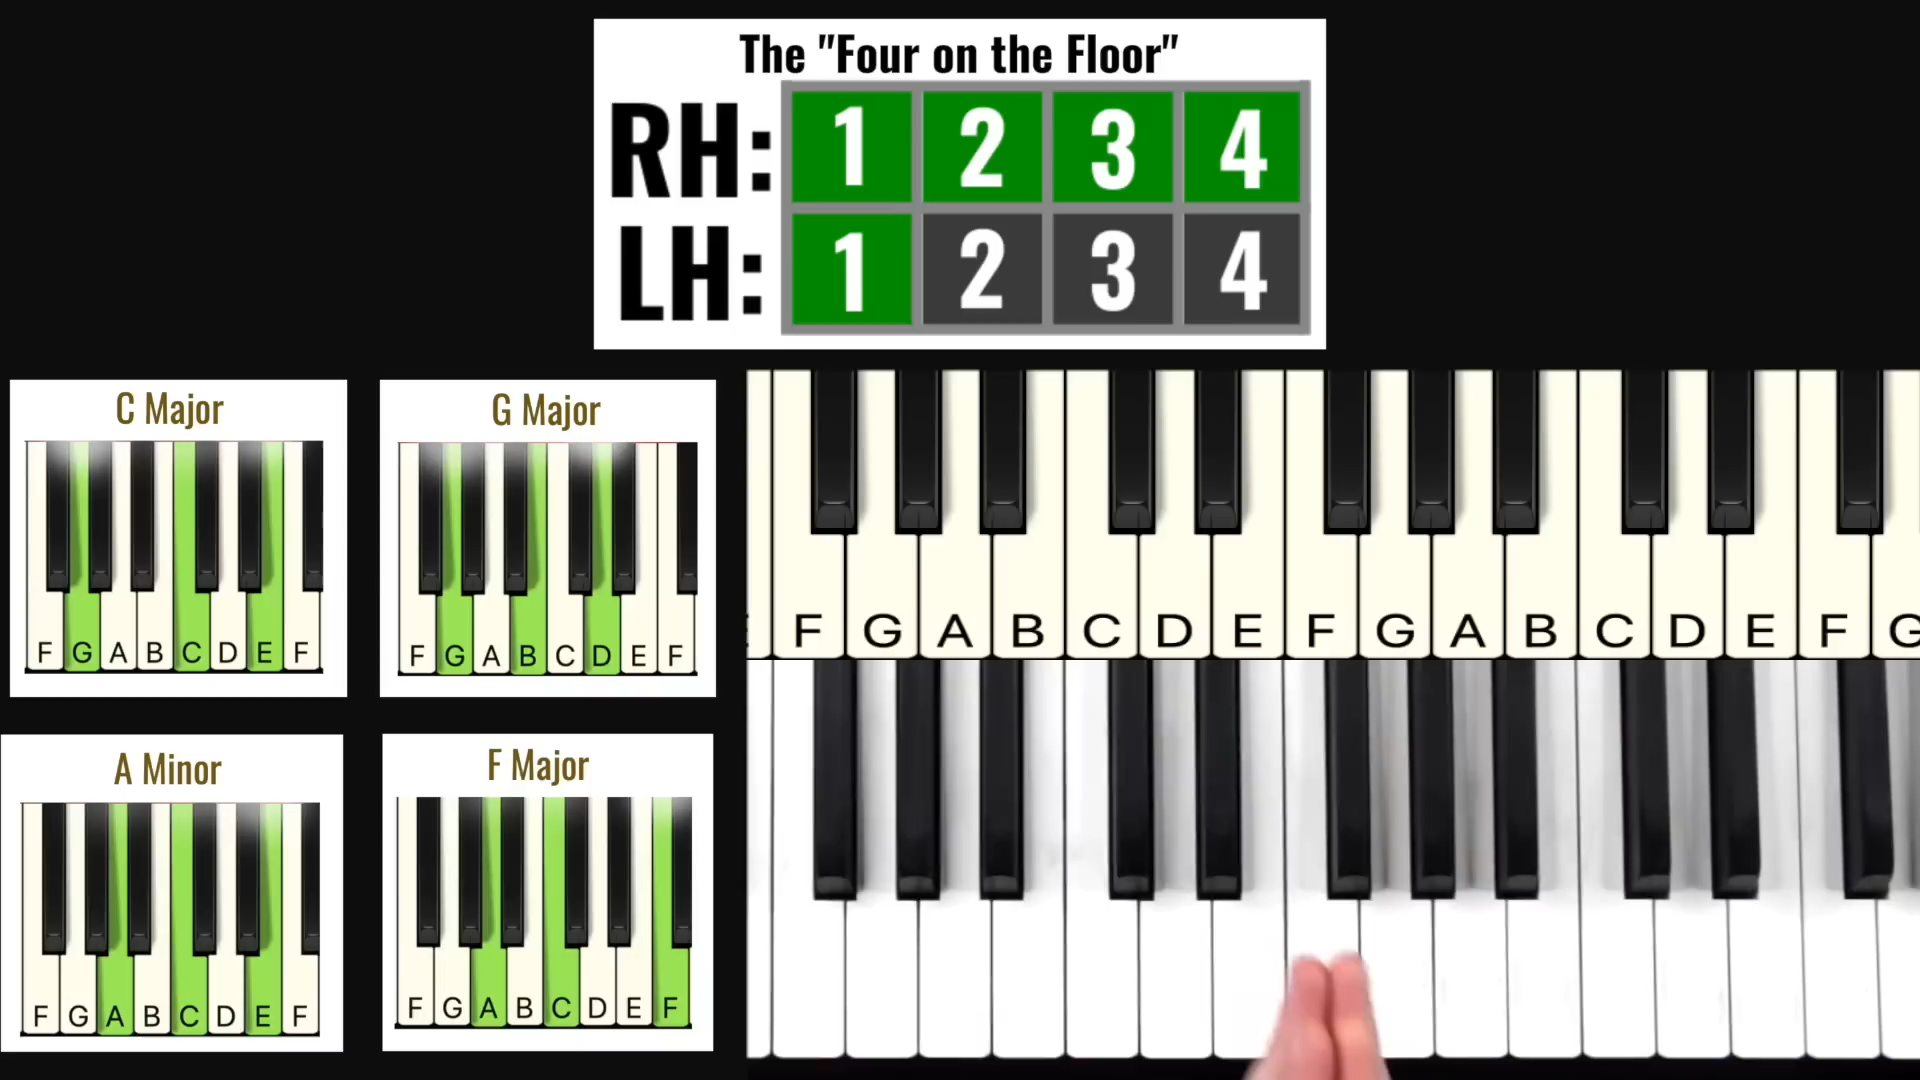 The "Four on the Floor"
RH: 1 2 3 4
LH: 1 2 3 4
C Major
F G A B C D E F
G Major
F G A B C D E F
F G A B C D E F G A B C D E F G
A Minor
F G A B C D E F
F Major
F G A B C D E F